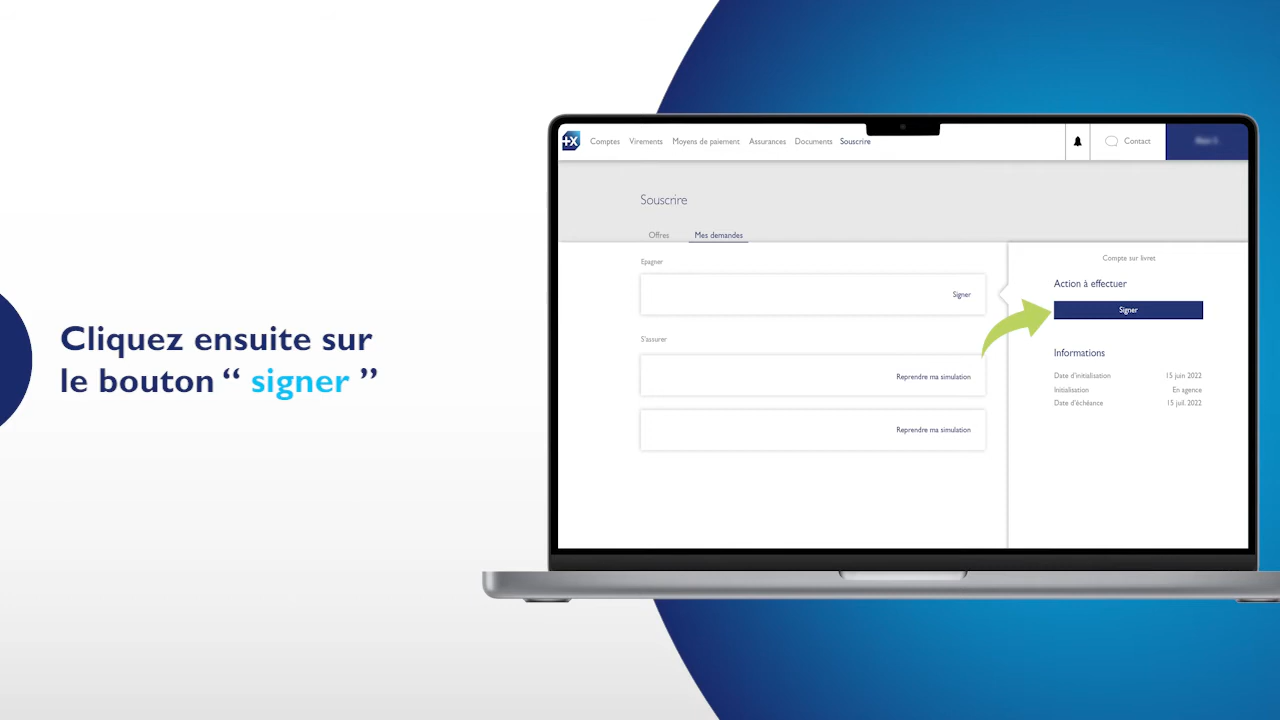 Cliquez ensuite sur
le bouton “ signer ”
+X
Comptes Virements Moyens de paiement Assurances Documents Souscrire
Contact
Souscrire
Offres Mes demandes
Epagner
Signer
S'assurer
Reprendre ma simulation
Reprendre ma simulation
Compte sur livret
Action à effectuer
Signer
Informations
Date d'initialisation 15 juin 2022
Initialisation En agence
Date d'échéance 15 juil. 2022